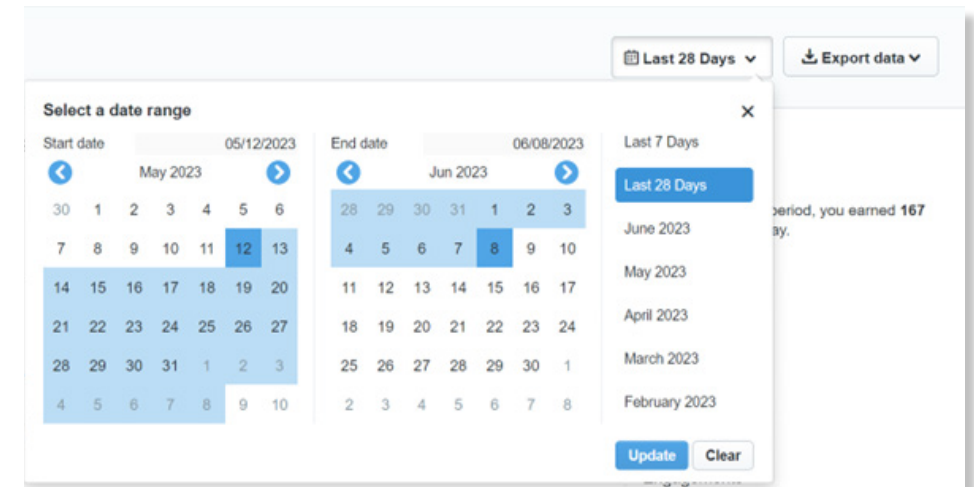 Last 28 Days
Export data
Select a date range
Start date 05/12/2023
End date 06/08/2023
May 2023
30 1 2 3 4 5 6
7 8 9 10 11 12 13
14 15 16 17 18 19 20
21 22 23 24 25 26 27
28 29 30 31 1 2 3
4 5 6 7 8 9 10
Jun 2023
28 29 30 31 1 2 3
4 5 6 7 8 9 10
11 12 13 14 15 16 17
18 19 20 21 22 23 24
25 26 27 28 29 30 1
2 3 4 5 6 7 8
Last 7 Days
Last 28 Days
June 2023
May 2023
April 2023
March 2023
February 2023
Update Clear
period, you earned 167
ay.